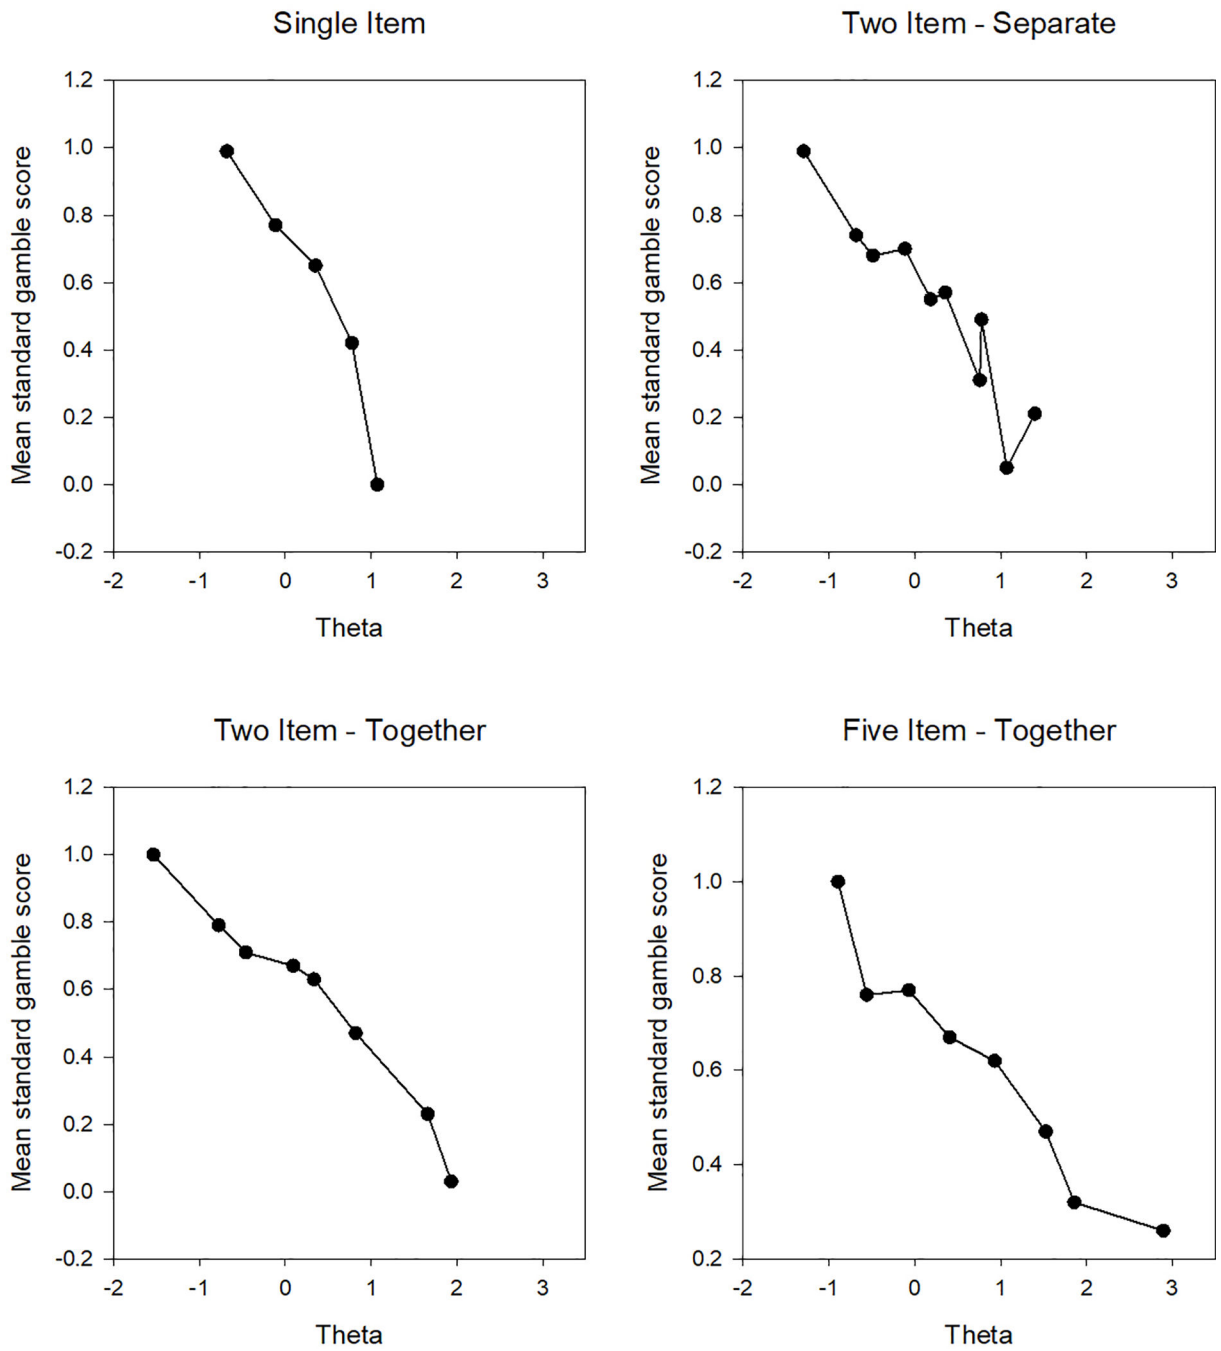 Single Item
Two Item - Separate
1.2
1.0
0.8
0.6
0.4
0.2
0.0
-0.2
Mean standard gamble score
-2 -1 0 1 2 3
Theta
1.2
1.0
0.8
0.6
0.4
0.2
0.0
-0.2
Mean standard gamble score
-2 -1 0 1 2 3
Theta
Two Item - Together
Five Item - Together
1.2
1.0
0.8
0.6
0.4
0.2
0.0
-0.2
Mean standard gamble score
-2 -1 0 1 2 3
Theta
1.2
1.0
0.8
0.6
0.4
0.2
Mean standard gamble score
-2 -1 0 1 2 3
Theta